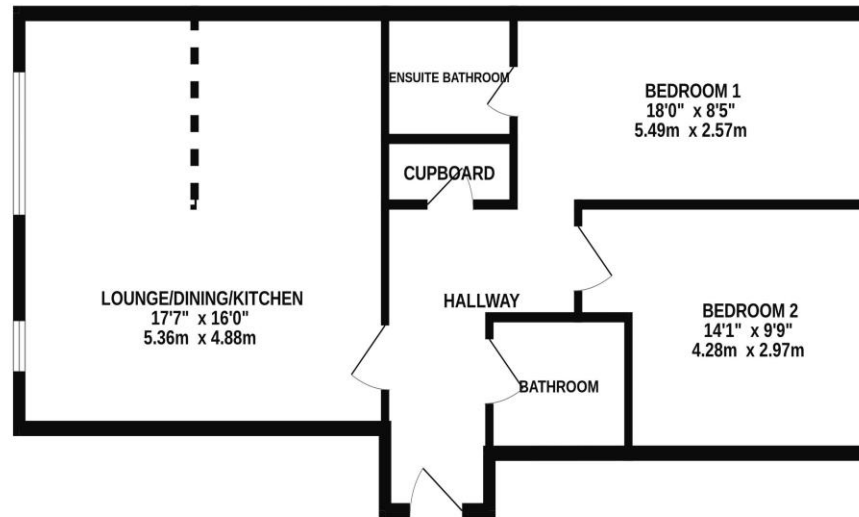 ENSUITE BATHROOM
BEDROOM 1
18'0" x 8'5"
5.49m x 2.57m
CUPBOARD
LOUNGE/DINING/KITCHEN
17'7" x 16'0"
5.36m x 4.88m
HALLWAY
BEDROOM 2
14'1" x 9'9"
4.28m x 2.97m
BATHROOM